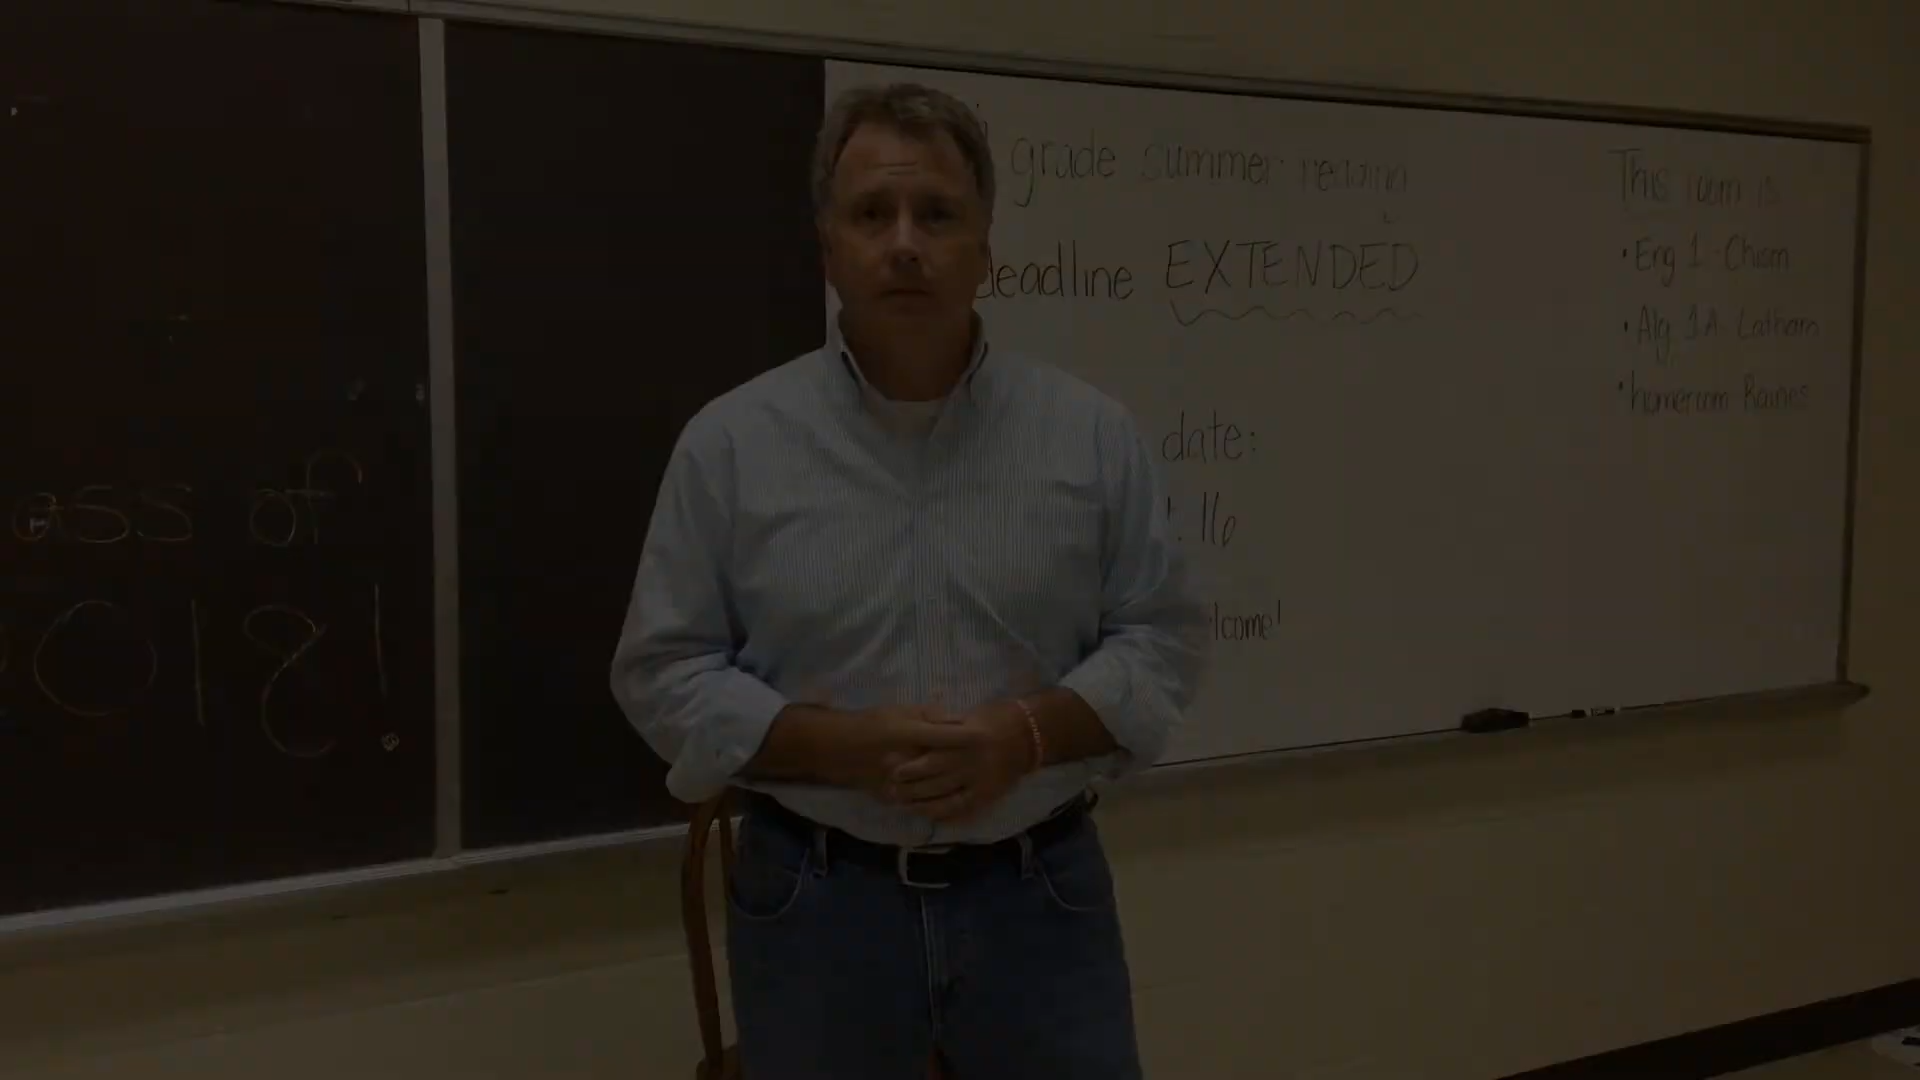 ass of
2018!
grade summer reading
deadline EXTENDED
date:
16
elcome!
This room is
• Eng 1 - Chism
• Alg 1A Latham
• homeroom Raines